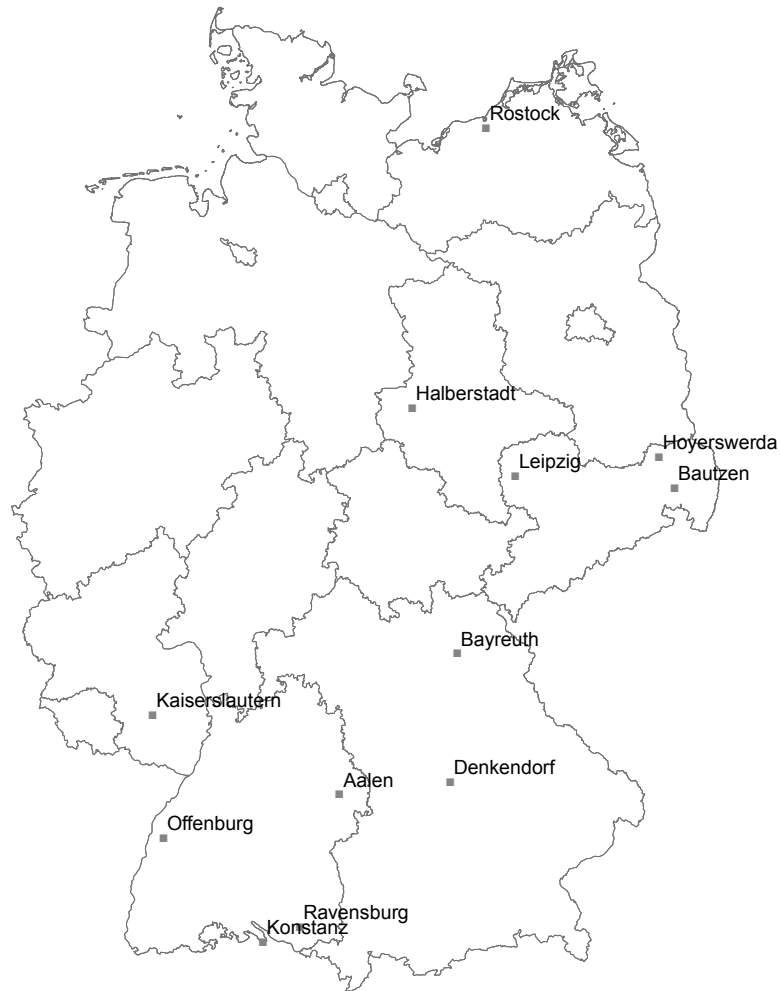 Rostock
Halberstadt
Hoyerswerda
Leipzig
Bautzen
Bayreuth
Kaiserslautern
Denkendorf
Aalen
Offenburg
Ravensburg
Konstanz